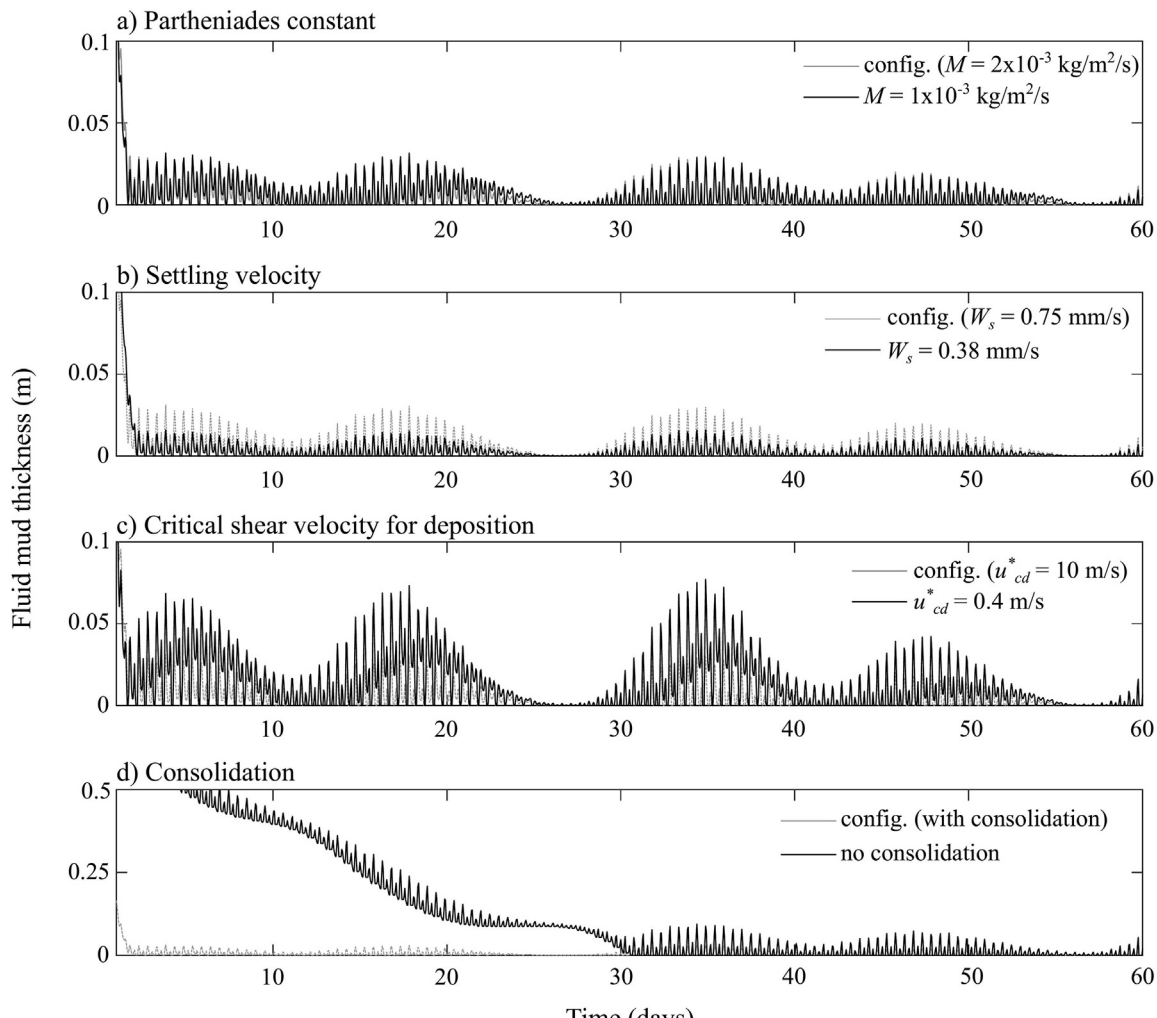 a) Partheniades constant
0.1
config. (M = 2x10⁻³ kg/m²/s)
M = 1x10⁻³ kg/m²/s
0.05
0
10 20 30 40 50 60
b) Settling velocity
0.1
config. (Wₛ = 0.75 mm/s)
Wₛ = 0.38 mm/s
0.05
0
10 20 30 40 50 60
Fluid mud thickness (m)
c) Critical shear velocity for deposition
0.1
config. (u*cd = 10 m/s)
u*cd = 0.4 m/s
0.05
0
10 20 30 40 50 60
d) Consolidation
0.5
config. (with consolidation)
no consolidation
0.25
0
10 20 30 40 50 60
Time (days)